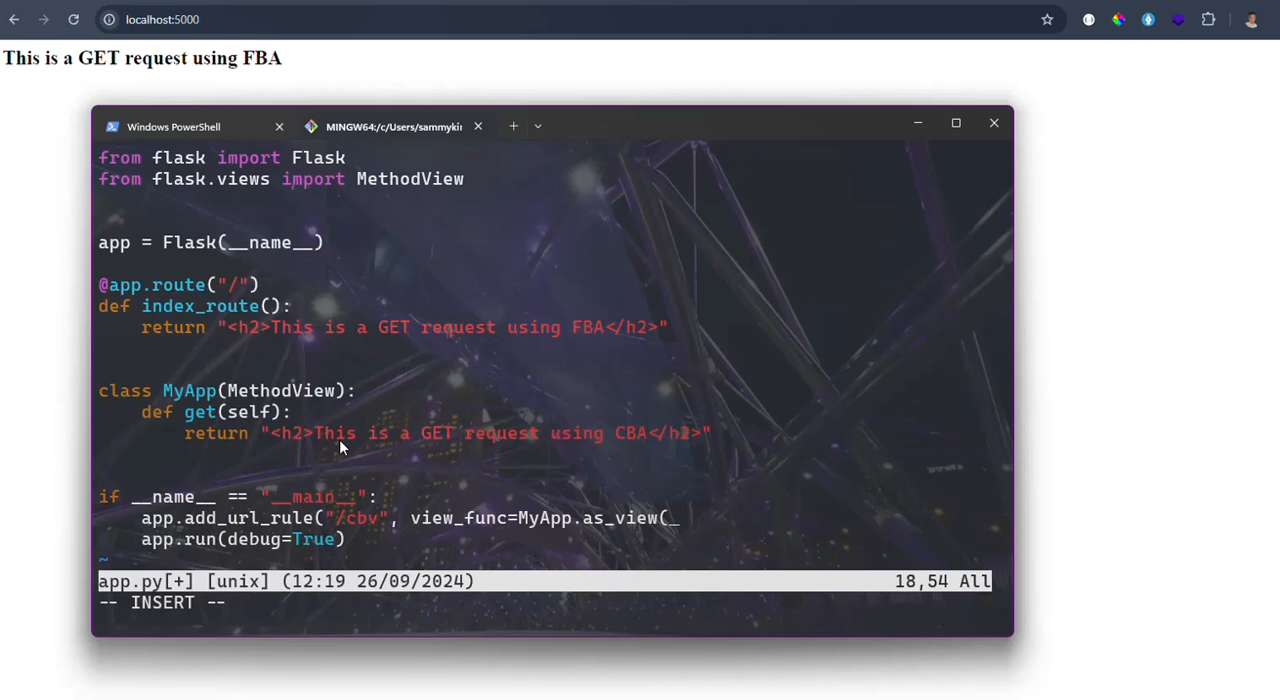 localhost:5000
This is a GET request using FBA
Windows PowerShell
MINGW64:/c/Users/sammykin
from flask import Flask
from flask.views import MethodView
app = Flask(__name__)
@app.route("/")
def index_route():
    return "<h2>This is a GET request using FBA</h2>"
class MyApp(MethodView):
    def get(self):
        return "<h2>This is a GET request using CBA</h2>"
if __name__ == "__main__":
    app.add_url_rule("/cbv", view_func=MyApp.as_view(_
    app.run(debug=True)
~
app.py[+] [unix] (12:19 26/09/2024) 18,54 All
-- INSERT --